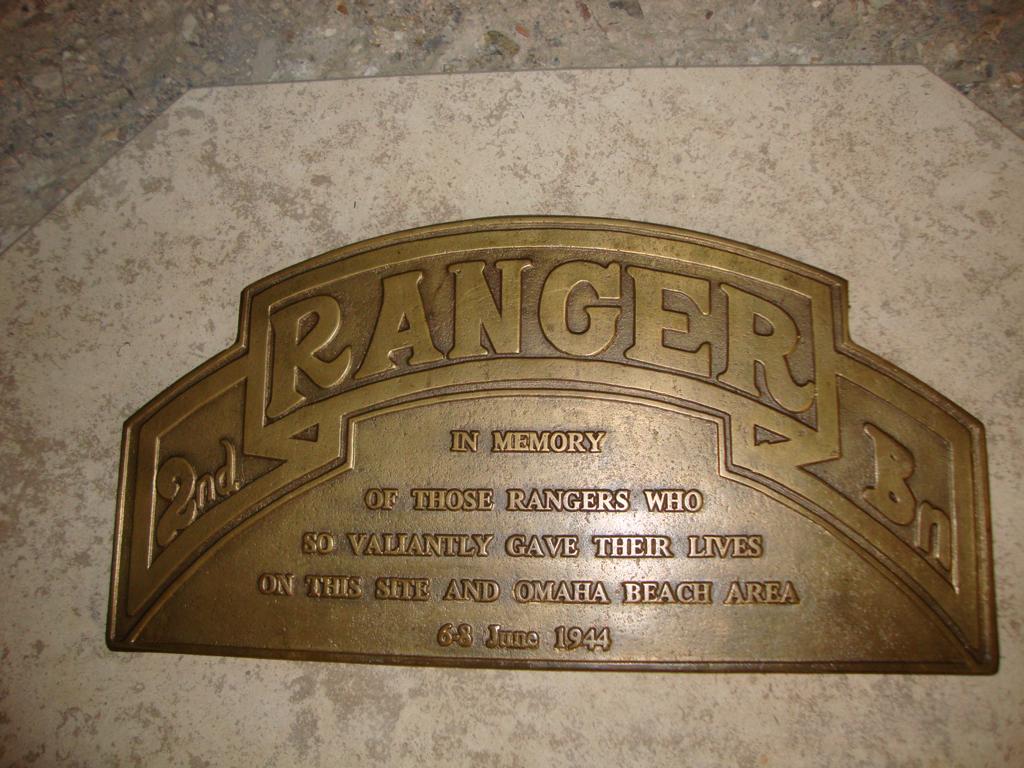 RANGER
2nd. Bn
IN MEMORY
OF THOSE RANGERS WHO
SO VALIANTLY GAVE THEIR LIVES
ON THIS SITE AND OMAHA BEACH AREA
6-8 June 1944